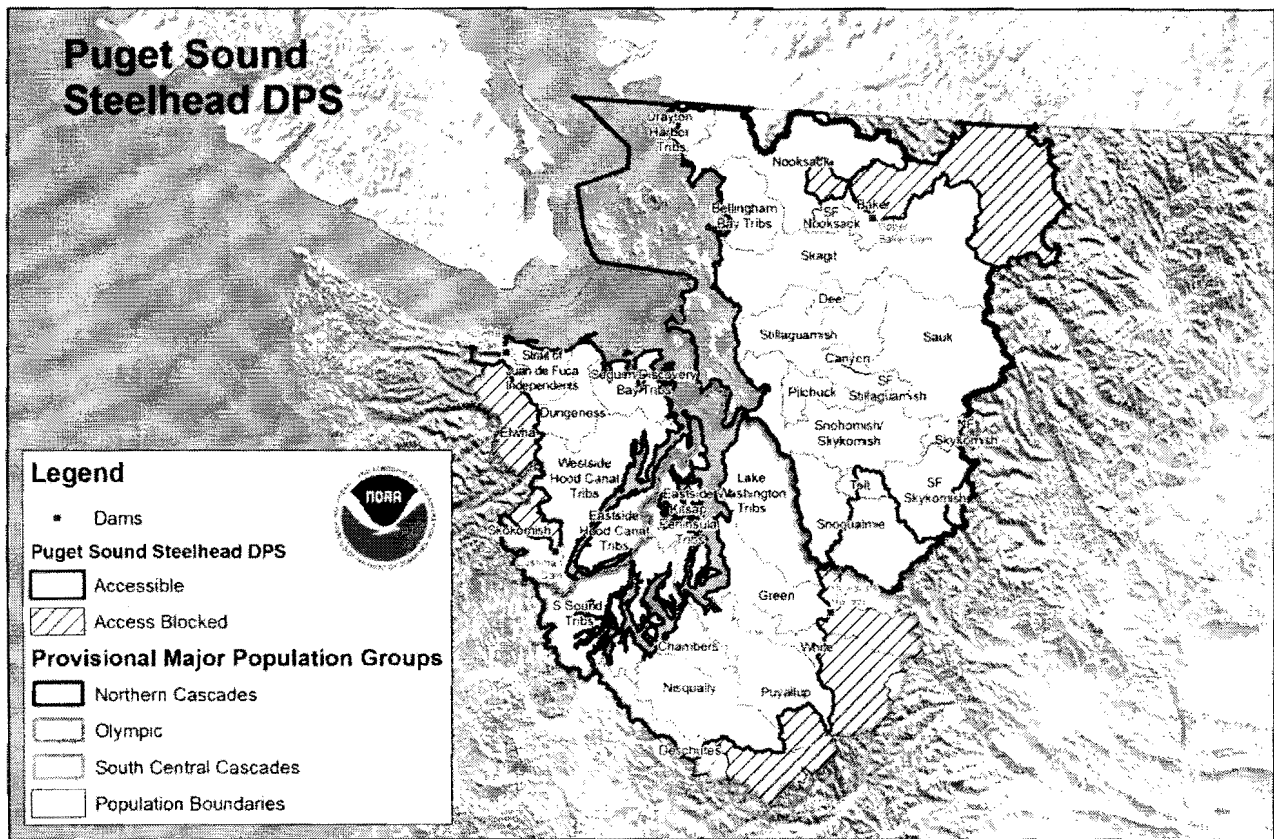 Puget Sound
Steelhead DPS
Drayton
Harbor
Tribs
Nooksack
Bellingham
Bay Tribs
SF
Nooksack
Baker
Baker Dam
Skagit
Deer
Stillaguamish
Sauk
Canyon
Pilchuck
SF
Stillaguamish
Snohomish/
Skykomish
NF
Skykomish
Tolt
SF
Skykomish
Snoqualmie
Strait of
Juan de Fuca
Independents
Sequim/Discovery
Bay Tribs
Dungeness
Elwha
Westside
Hood Canal
Tribs
Lake
Washington
Tribs
Eastside
Kitsap
Peninsula
Tribs
Eastside
Hood Canal
Tribs
Skokomish
Green
S Sound
Tribs
Chambers
White
Nisqually
Puyallup
Deschutes
Legend
Dams
Puget Sound Steelhead DPS
Accessible
Access Blocked
Provisional Major Population Groups
Northern Cascades
Olympic
South Central Cascades
Population Boundaries
NOAA